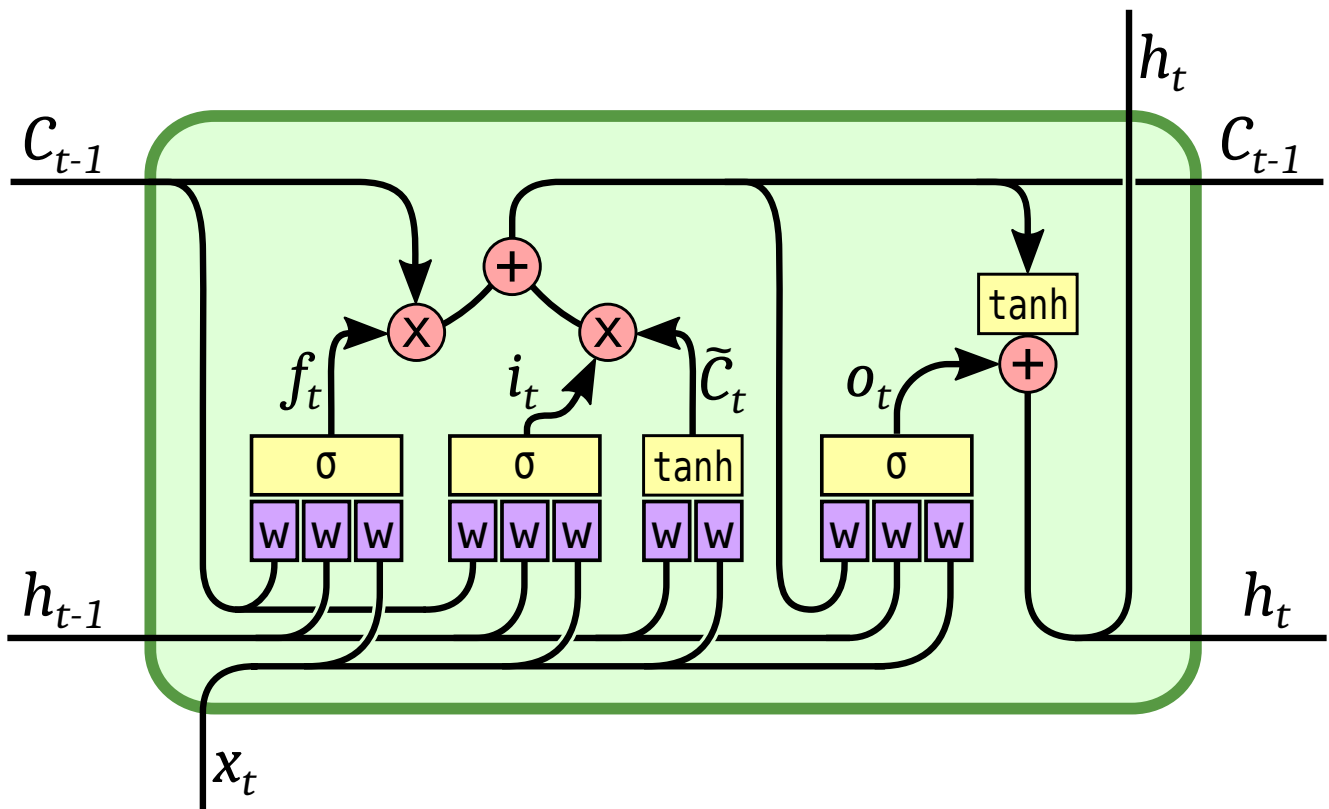 h_t
C_{t-1}
C_{t-1}
+
tanh
x
x
+
f_t
i_t
C̃_t
o_t
σ
σ
tanh
σ
w w w
w w w
w w
w w w
h_{t-1}
h_t
x_t